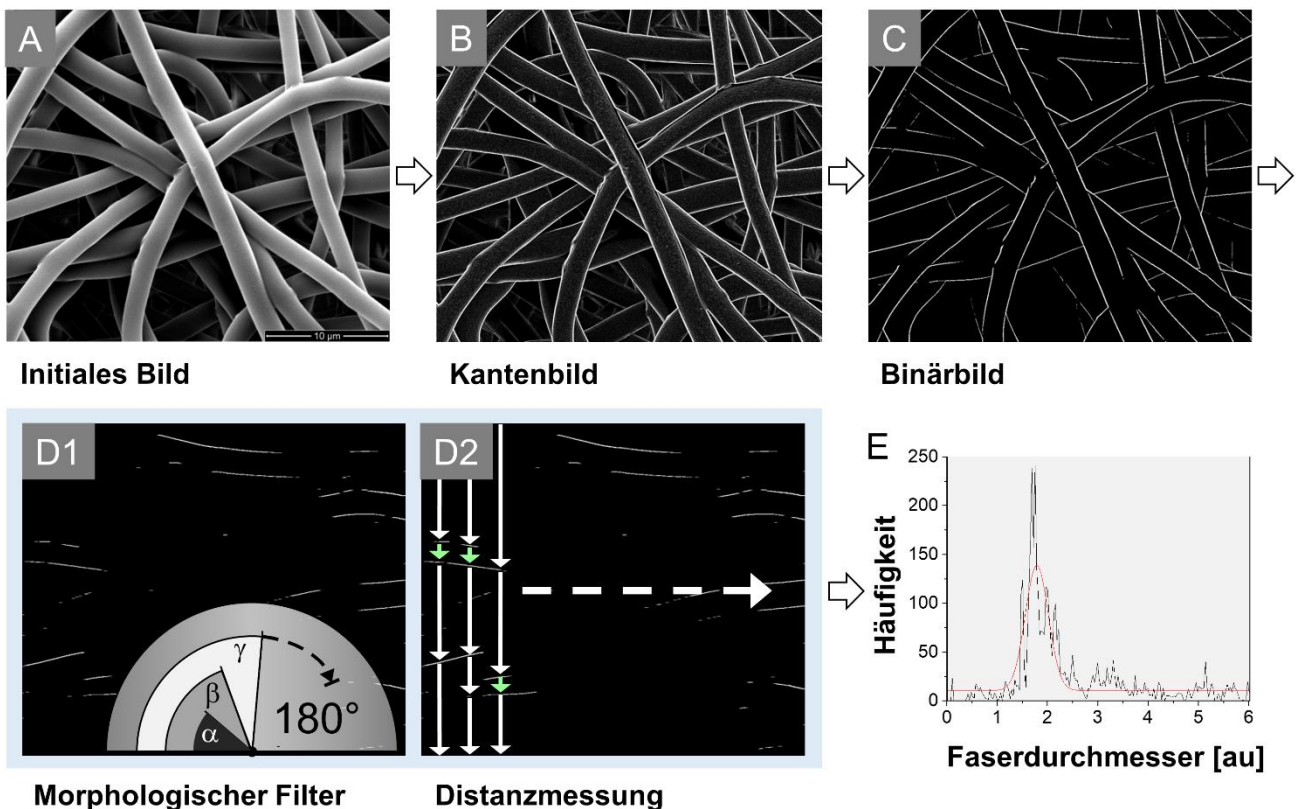 A
B
C
10 µm
Initiales Bild
Kantenbild
Binärbild
D1
γ
β
α
180°
D2
E
Häufigkeit
250
200
150
100
50
0
0 1 2 3 4 5 6
Faserdurchmesser [au]
Morphologischer Filter
Distanzmessung